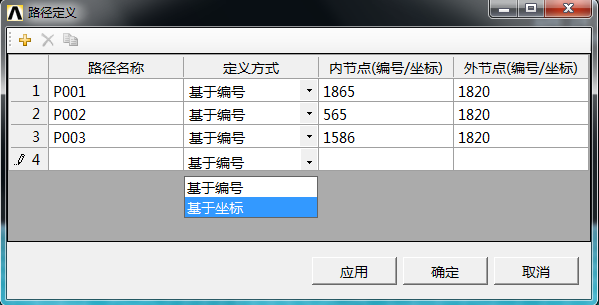 路径定义
路径名称 定义方式 内节点(编号/坐标) 外节点(编号/坐标)
1 P001 基于编号 1865 1820
2 P002 基于编号 565 1820
3 P003 基于编号 1586 1820
4 基于编号
基于编号
基于坐标
应用 确定 取消